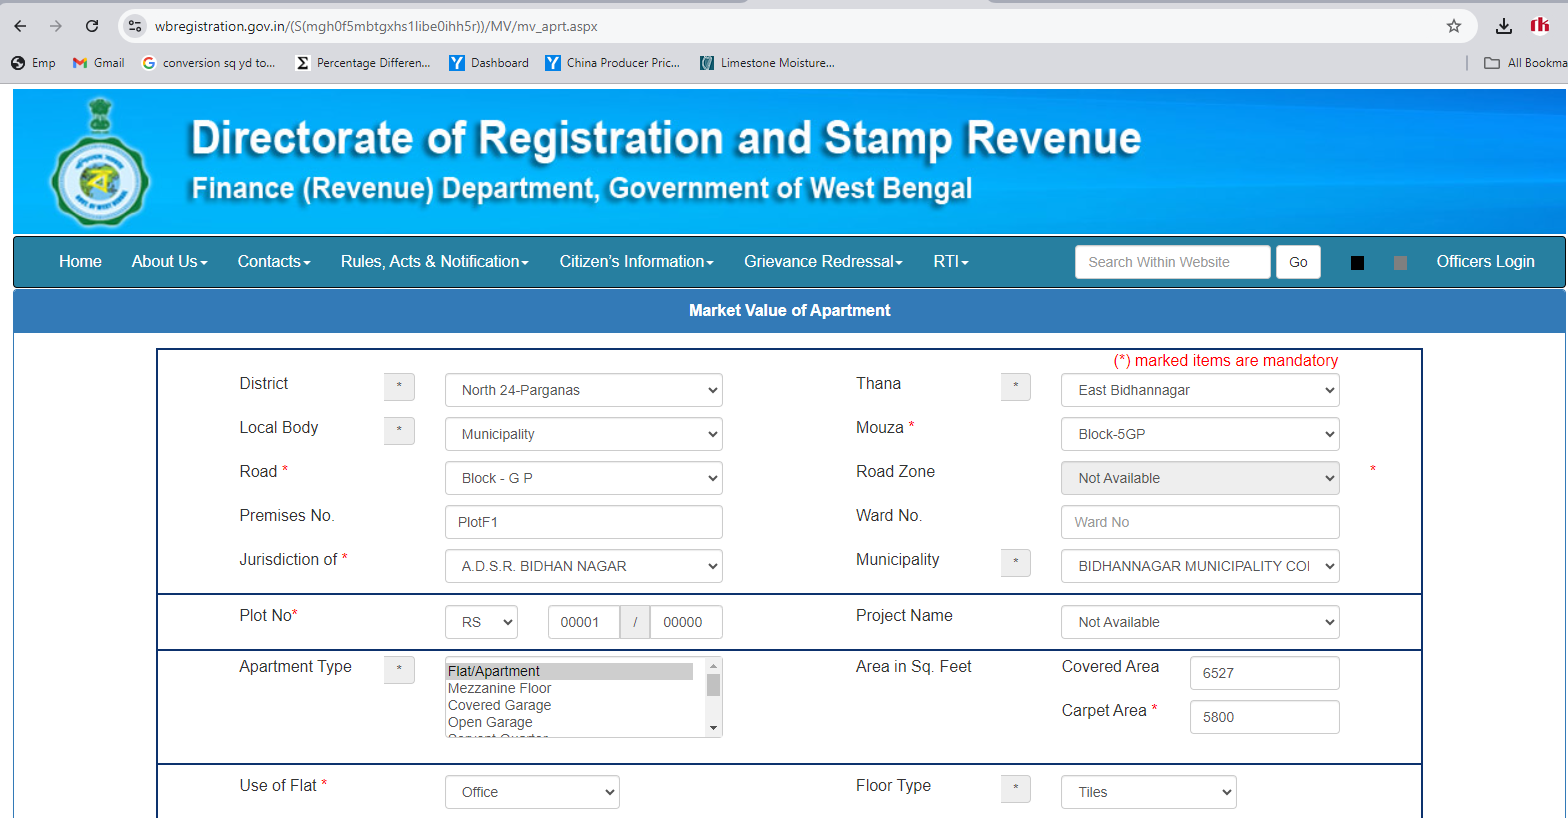 wbregistration.gov.in/(S(mgh0f5mbtgxhs1libe0ihh5r))/MV/mv_aprt.aspx
Emp Gmail conversion sq yd to... Percentage Differen... Dashboard China Producer Pric... Limestone Moisture... All Bookma
Directorate of Registration and Stamp Revenue
Finance (Revenue) Department, Government of West Bengal
Home About Us Contacts Rules, Acts & Notification Citizen's Information Grievance Redressal RTI Search Within Website Go Officers Login
Market Value of Apartment
(*) marked items are mandatory
District * North 24-Parganas Thana * East Bidhannagar
Local Body * Municipality Mouza * Block-5GP
Road * Block - G P Road Zone Not Available *
Premises No. PlotF1 Ward No. Ward No
Jurisdiction of * A.D.S.R. BIDHAN NAGAR Municipality * BIDHANNAGAR MUNICIPALITY COI
Plot No* RS 00001 / 00000 Project Name Not Available
Apartment Type * Flat/Apartment Area in Sq. Feet Covered Area 6527
Mezzanine Floor
Covered Garage Carpet Area * 5800
Open Garage
Use of Flat * Office Floor Type * Tiles